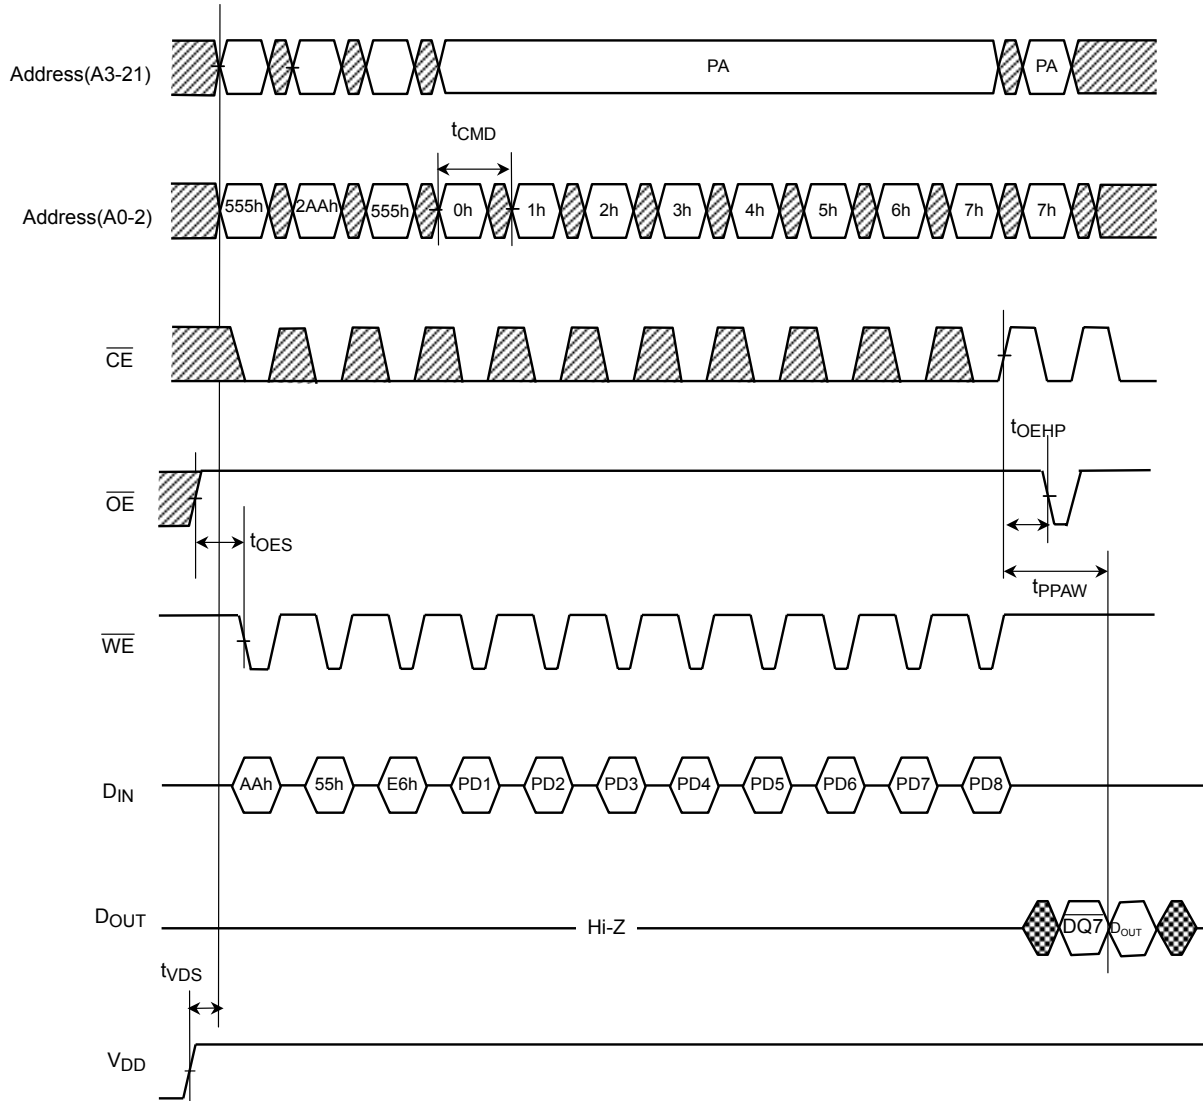 Address(A3-21) PA PA
tCMD
Address(A0-2) 555h 2AAh 555h 0h 1h 2h 3h 4h 5h 6h 7h 7h
CE
tOEHP
OE
tOES
tPPAW
WE
DIN AAh 55h E6h PD1 PD2 PD3 PD4 PD5 PD6 PD7 PD8
DOUT Hi-Z DQ7 DOUT
tVDS
VDD